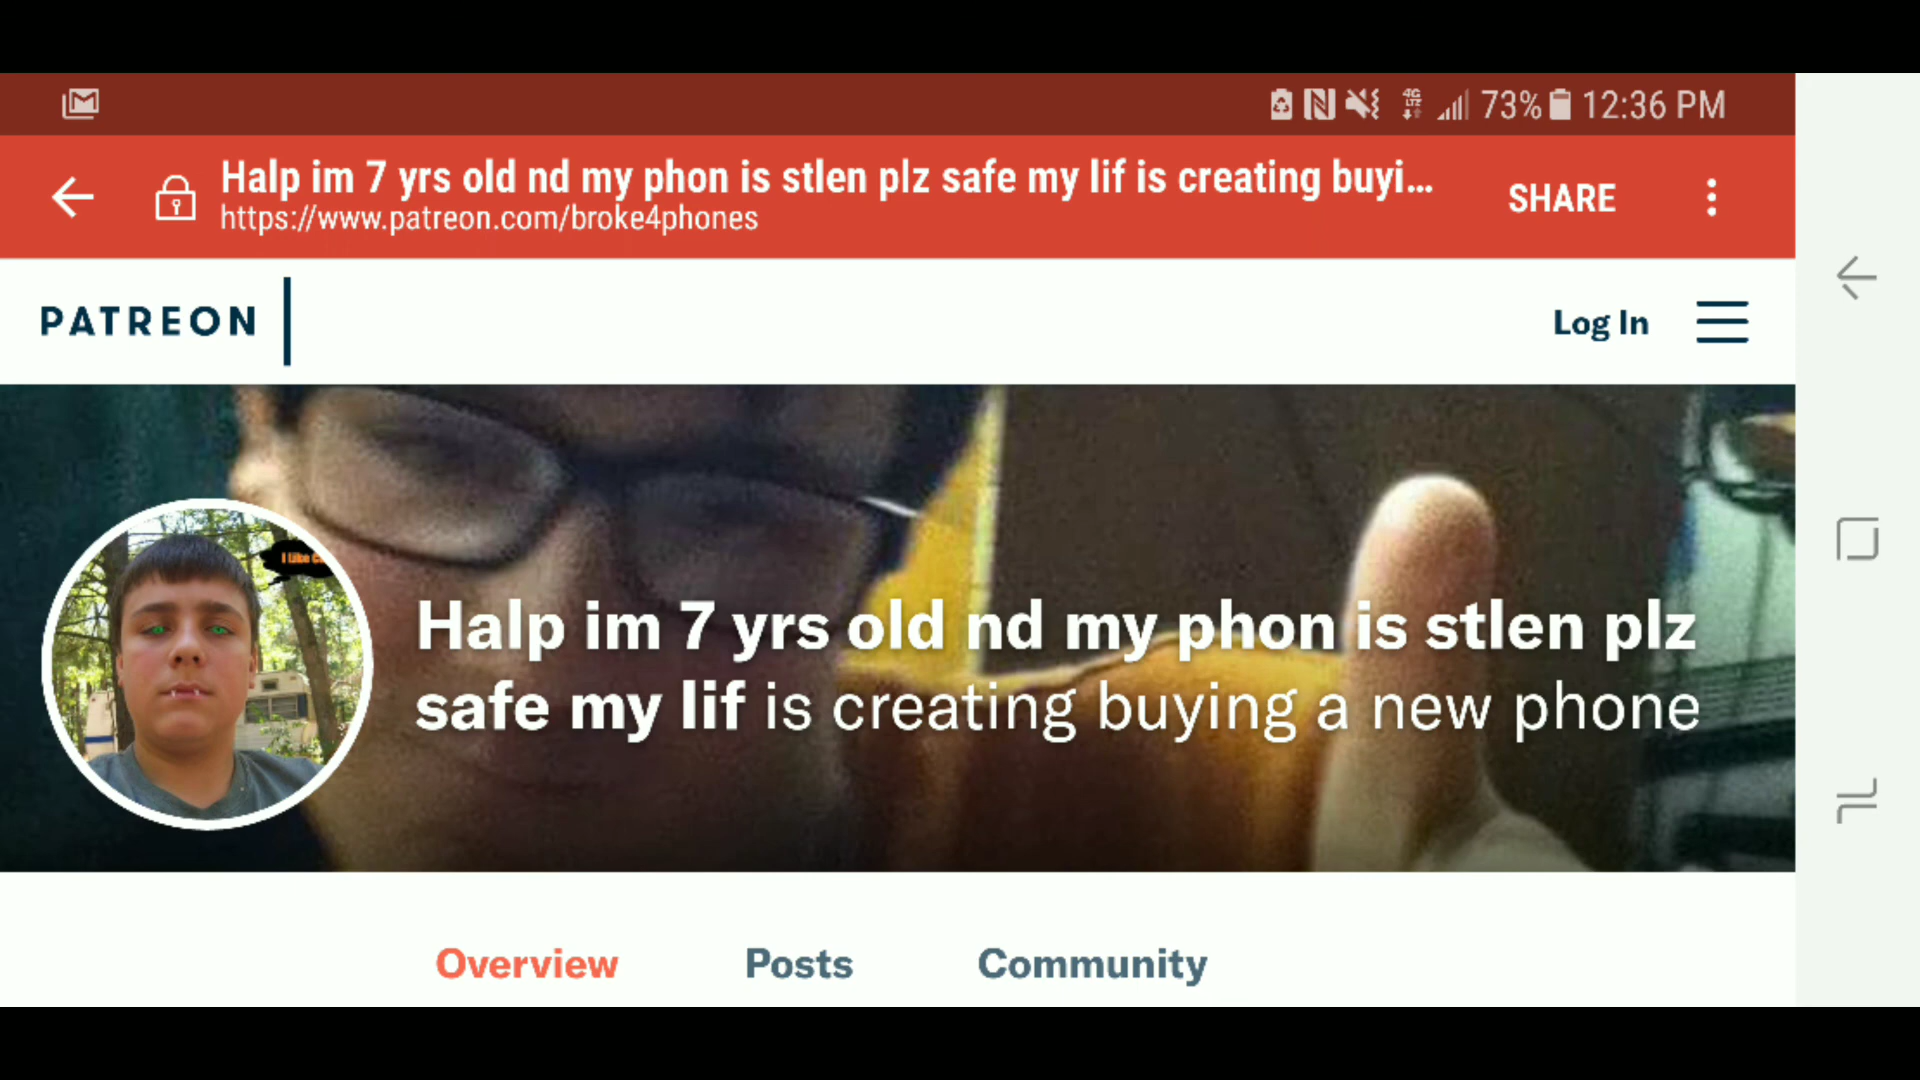 73% 12:36 PM
Halp im 7 yrs old nd my phon is stlen plz safe my lif is creating buyi...
https://www.patreon.com/broke4phones
SHARE
PATREON
Log In
I like
Halp im 7 yrs old nd my phon is stlen plz
safe my lif is creating buying a new phone
Overview Posts Community